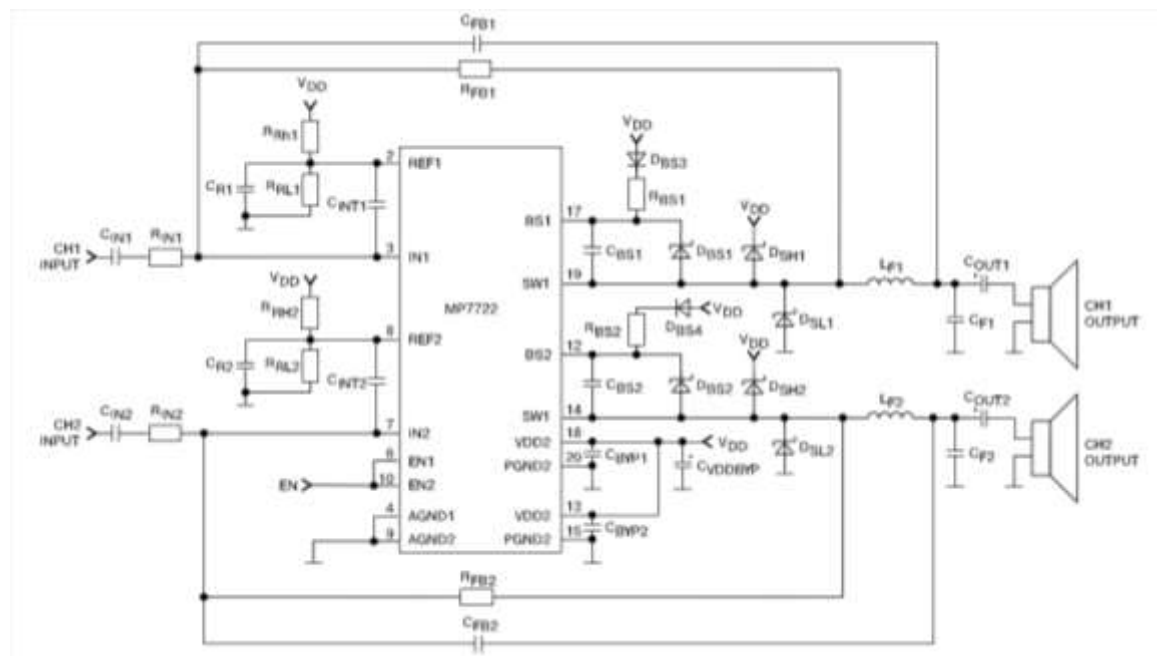 CFB1
RFB1
VDD
RRh1
CR1
RRL1
CINT1
2 REF1
CH1 INPUT
CIN1
RIN1
3 IN1
VDD
RRH2
CR2
RRL2
CINT2
8 REF2
CH2 INPUT
CIN2
RIN2
7 IN2
EN1
EN
10 EN2
4 AGND1
9 AGND2
MP7722
VDD
DBS3
RBS1
BS1 17
CBS1
DBS1
VDD
DSH1
SW1 19
LF1
COUT1
DSL1
CF1
CH1 OUTPUT
RBS2
DBS4
VDD
BS2 12
CBS2
DBS2
VDD
DSH2
SW1 14
LF2
COUT2
DSL2
CF2
CH2 OUTPUT
VDD2 18
CBYP1
VDD
PGND2 20
CVDDBYP
VDD2 13
CBYP2
PGND2 15
RFB2
CFB2